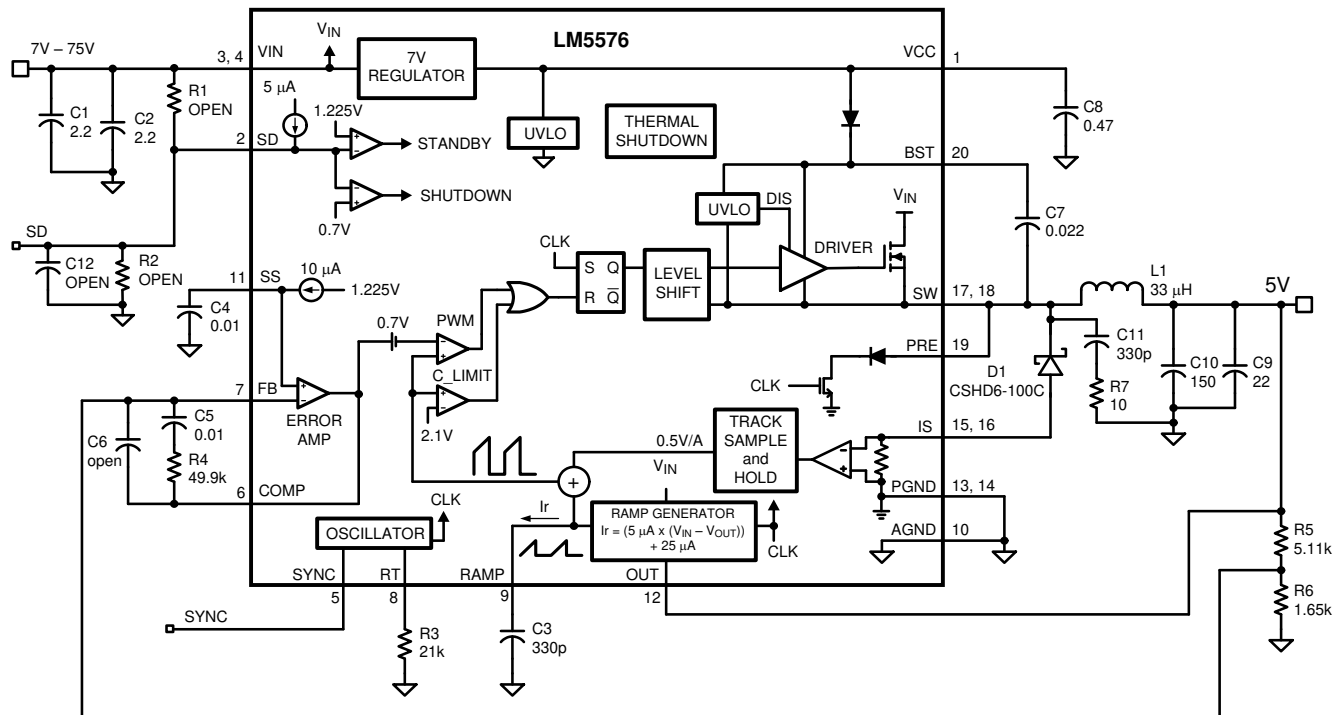 LM5576
7V – 75V
3, 4
VIN
VIN
7V
REGULATOR
VCC
1
R1
OPEN
C1
2.2
C2
2.2
5 µA
1.225V
2
SD
STANDBY
SHUTDOWN
0.7V
UVLO
THERMAL
SHUTDOWN
C8
0.47
BST
20
UVLO
DIS
VIN
C7
0.022
SD
C12
OPEN
R2
OPEN
CLK
DRIVER
S Q
R Q
LEVEL
SHIFT
11
SS
10 µA
1.225V
C4
0.01
SW
17, 18
L1
33 µH
5V
0.7V
PWM
C_LIMIT
2.1V
PRE
19
CLK
D1
CSHD6-100C
C11
330p
R7
10
C10
150
C9
22
7
FB
ERROR
AMP
C5
0.01
C6
open
R4
49.9k
6
COMP
0.5V/A
TRACK
SAMPLE
and
HOLD
IS
15, 16
VIN
PGND
13, 14
AGND
10
CLK
OSCILLATOR
Ir
RAMP GENERATOR
Ir = (5 µA x (VIN – VOUT))
+ 25 µA
CLK
R5
5.11k
R6
1.65k
SYNC
RT
RAMP
OUT
5
8
9
12
SYNC
R3
21k
C3
330p